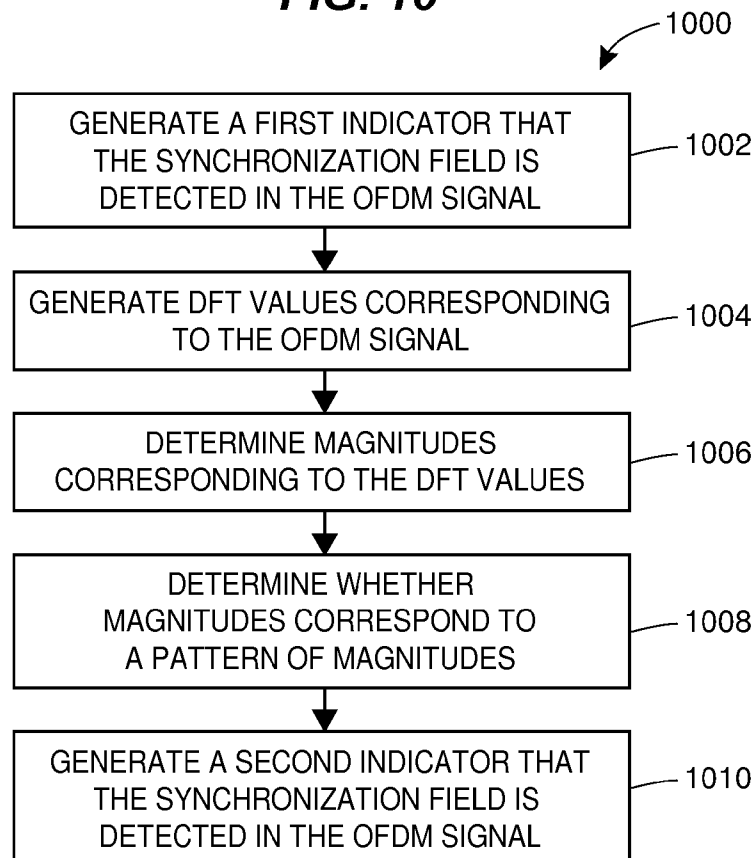 FIG. 10
1000
GENERATE A FIRST INDICATOR THAT
THE SYNCHRONIZATION FIELD IS
DETECTED IN THE OFDM SIGNAL
1002
GENERATE DFT VALUES CORRESPONDING
TO THE OFDM SIGNAL
1004
DETERMINE MAGNITUDES
CORRESPONDING TO THE DFT VALUES
1006
DETERMINE WHETHER
MAGNITUDES CORRESPOND TO
A PATTERN OF MAGNITUDES
1008
GENERATE A SECOND INDICATOR THAT
THE SYNCHRONIZATION FIELD IS
DETECTED IN THE OFDM SIGNAL
1010